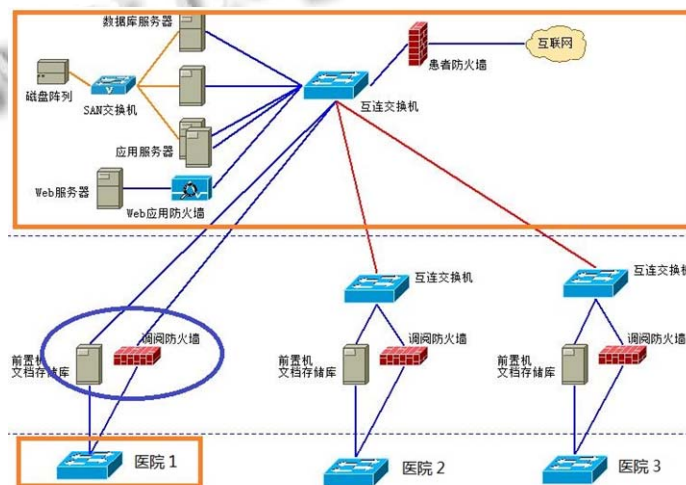 数据库服务器
互联网
患者防火墙
磁盘阵列
SAN交换机
互连交换机
应用服务器
Web服务器
Web应用防火墙
互连交换机
互连交换机
调阅防火墙
前置机
文档存储库
调阅防火墙
前置机
文档存储库
调阅防火墙
前置机
文档存储库
医院 1
医院 2
医院 3